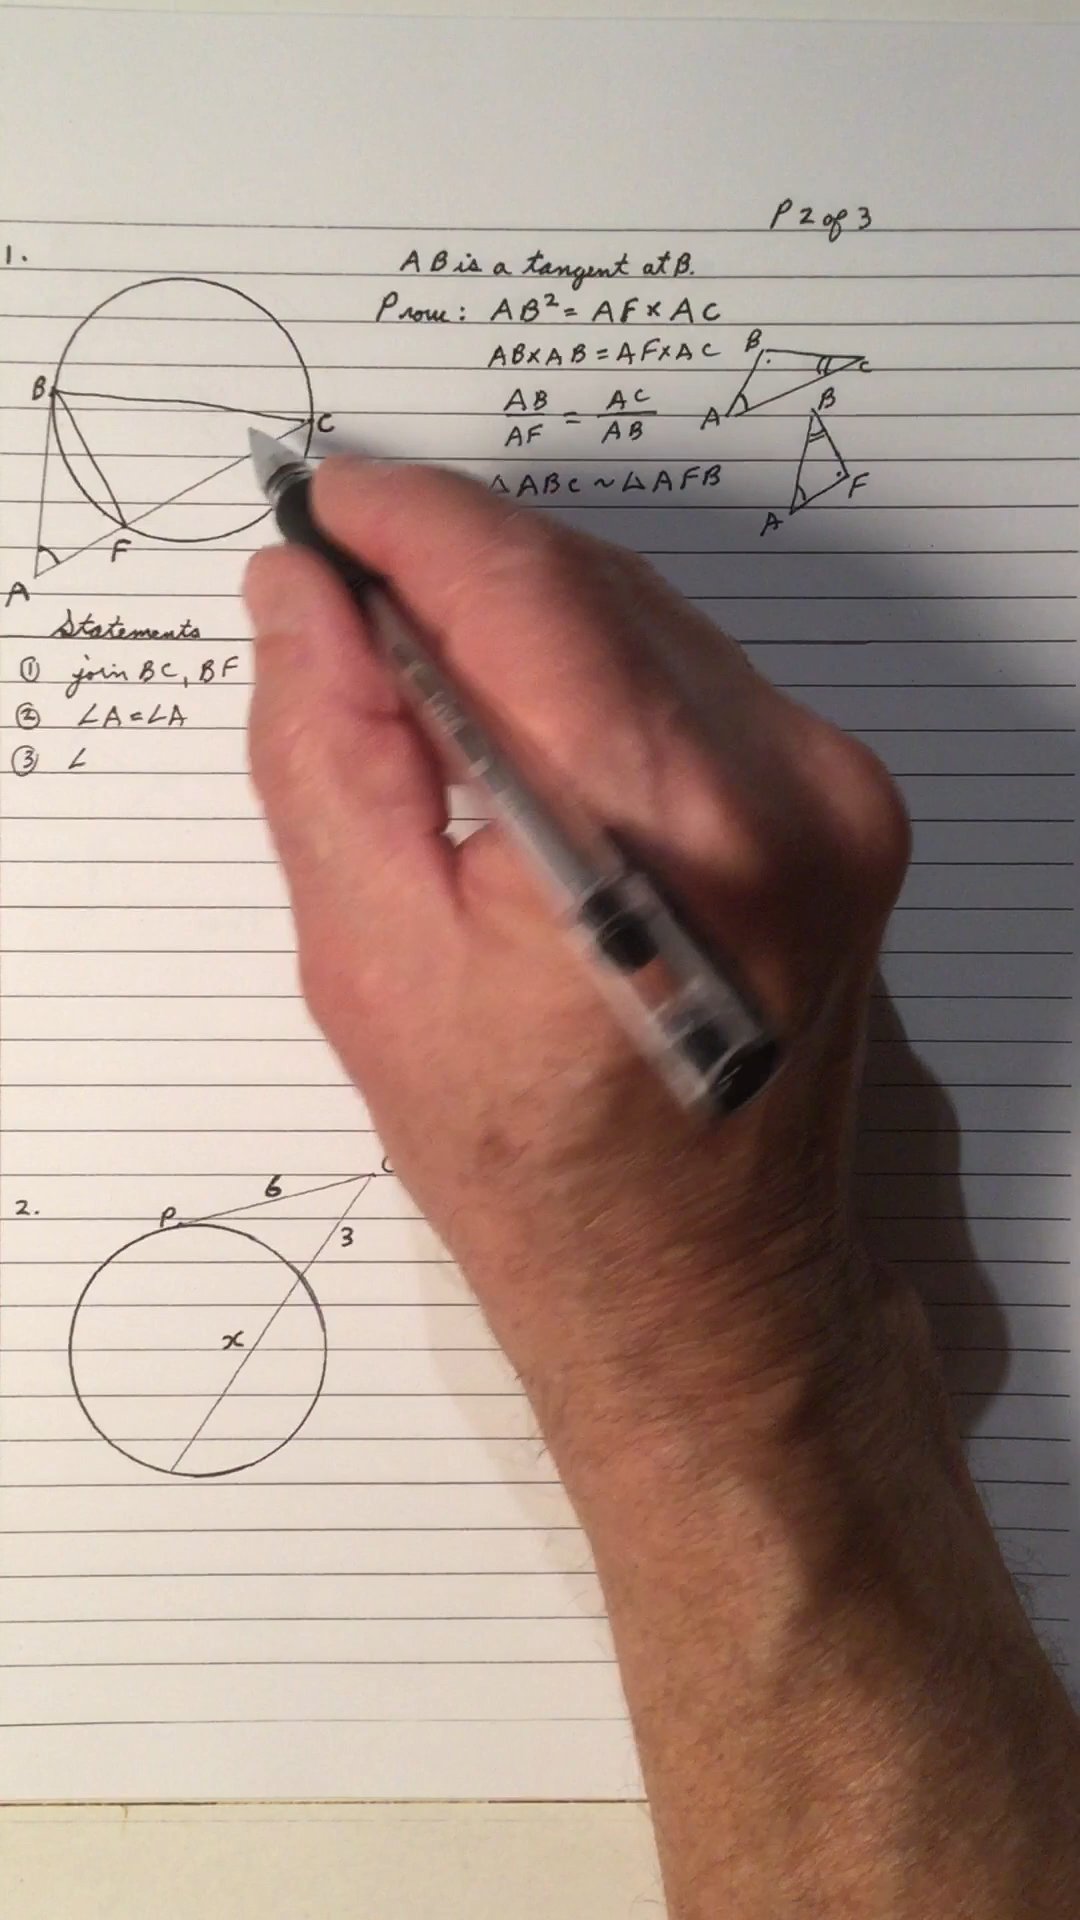 P 2 of 3
1.
AB is a tangent at B.
Prove: AB² = AF × AC
AB × AB = AF × AC
AB/AF = AC/AB
△ABC ~ △AFB
B
C
A
B
F
A
B
C
F
A
Statements
① join BC, BF
② ∠A = ∠A
③ ∠
2.
P
6
3
x